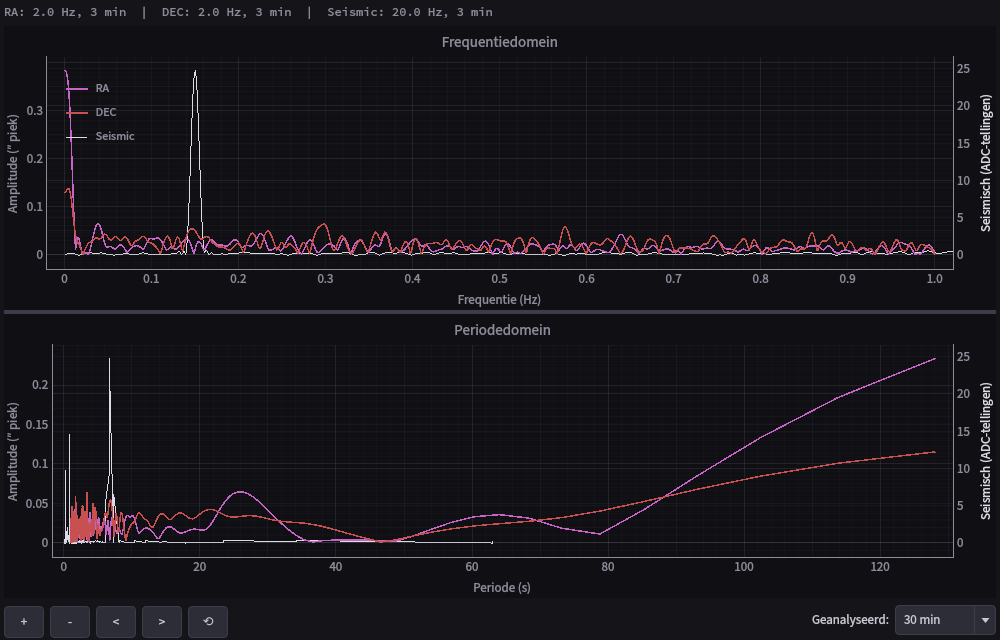 RA: 2.0 Hz, 3 min | DEC: 2.0 Hz, 3 min | Seismic: 20.0 Hz, 3 min
Frequentiedomein
RA
DEC
Seismic
Amplitude (″ piek)
0.3
0.2
0.1
0
25
20
15
10
5
0
Seismisch (ADC-tellingen)
0 0.1 0.2 0.3 0.4 0.5 0.6 0.7 0.8 0.9 1.0
Frequentie (Hz)
Periodedomein
Amplitude (″ piek)
0.2
0.15
0.1
0.05
0
25
20
15
10
5
0
Seismisch (ADC-tellingen)
0 20 40 60 80 100 120
Periode (s)
+ - < > ⟲ Geanalyseerd: 30 min